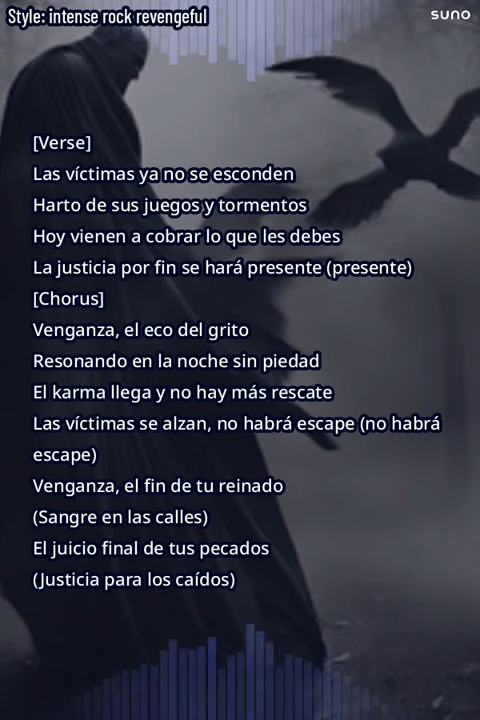 Style: intense rock revengeful
suno
[Verse]
Las víctimas ya no se esconden
Harto de sus juegos y tormentos
Hoy vienen a cobrar lo que les debes
La justicia por fin se hará presente (presente)
[Chorus]
Venganza, el eco del grito
Resonando en la noche sin piedad
El karma llega y no hay más rescate
Las víctimas se alzan, no habrá escape (no habrá
escape)
Venganza, el fin de tu reinado
(Sangre en las calles)
El juicio final de tus pecados
(Justicia para los caídos)